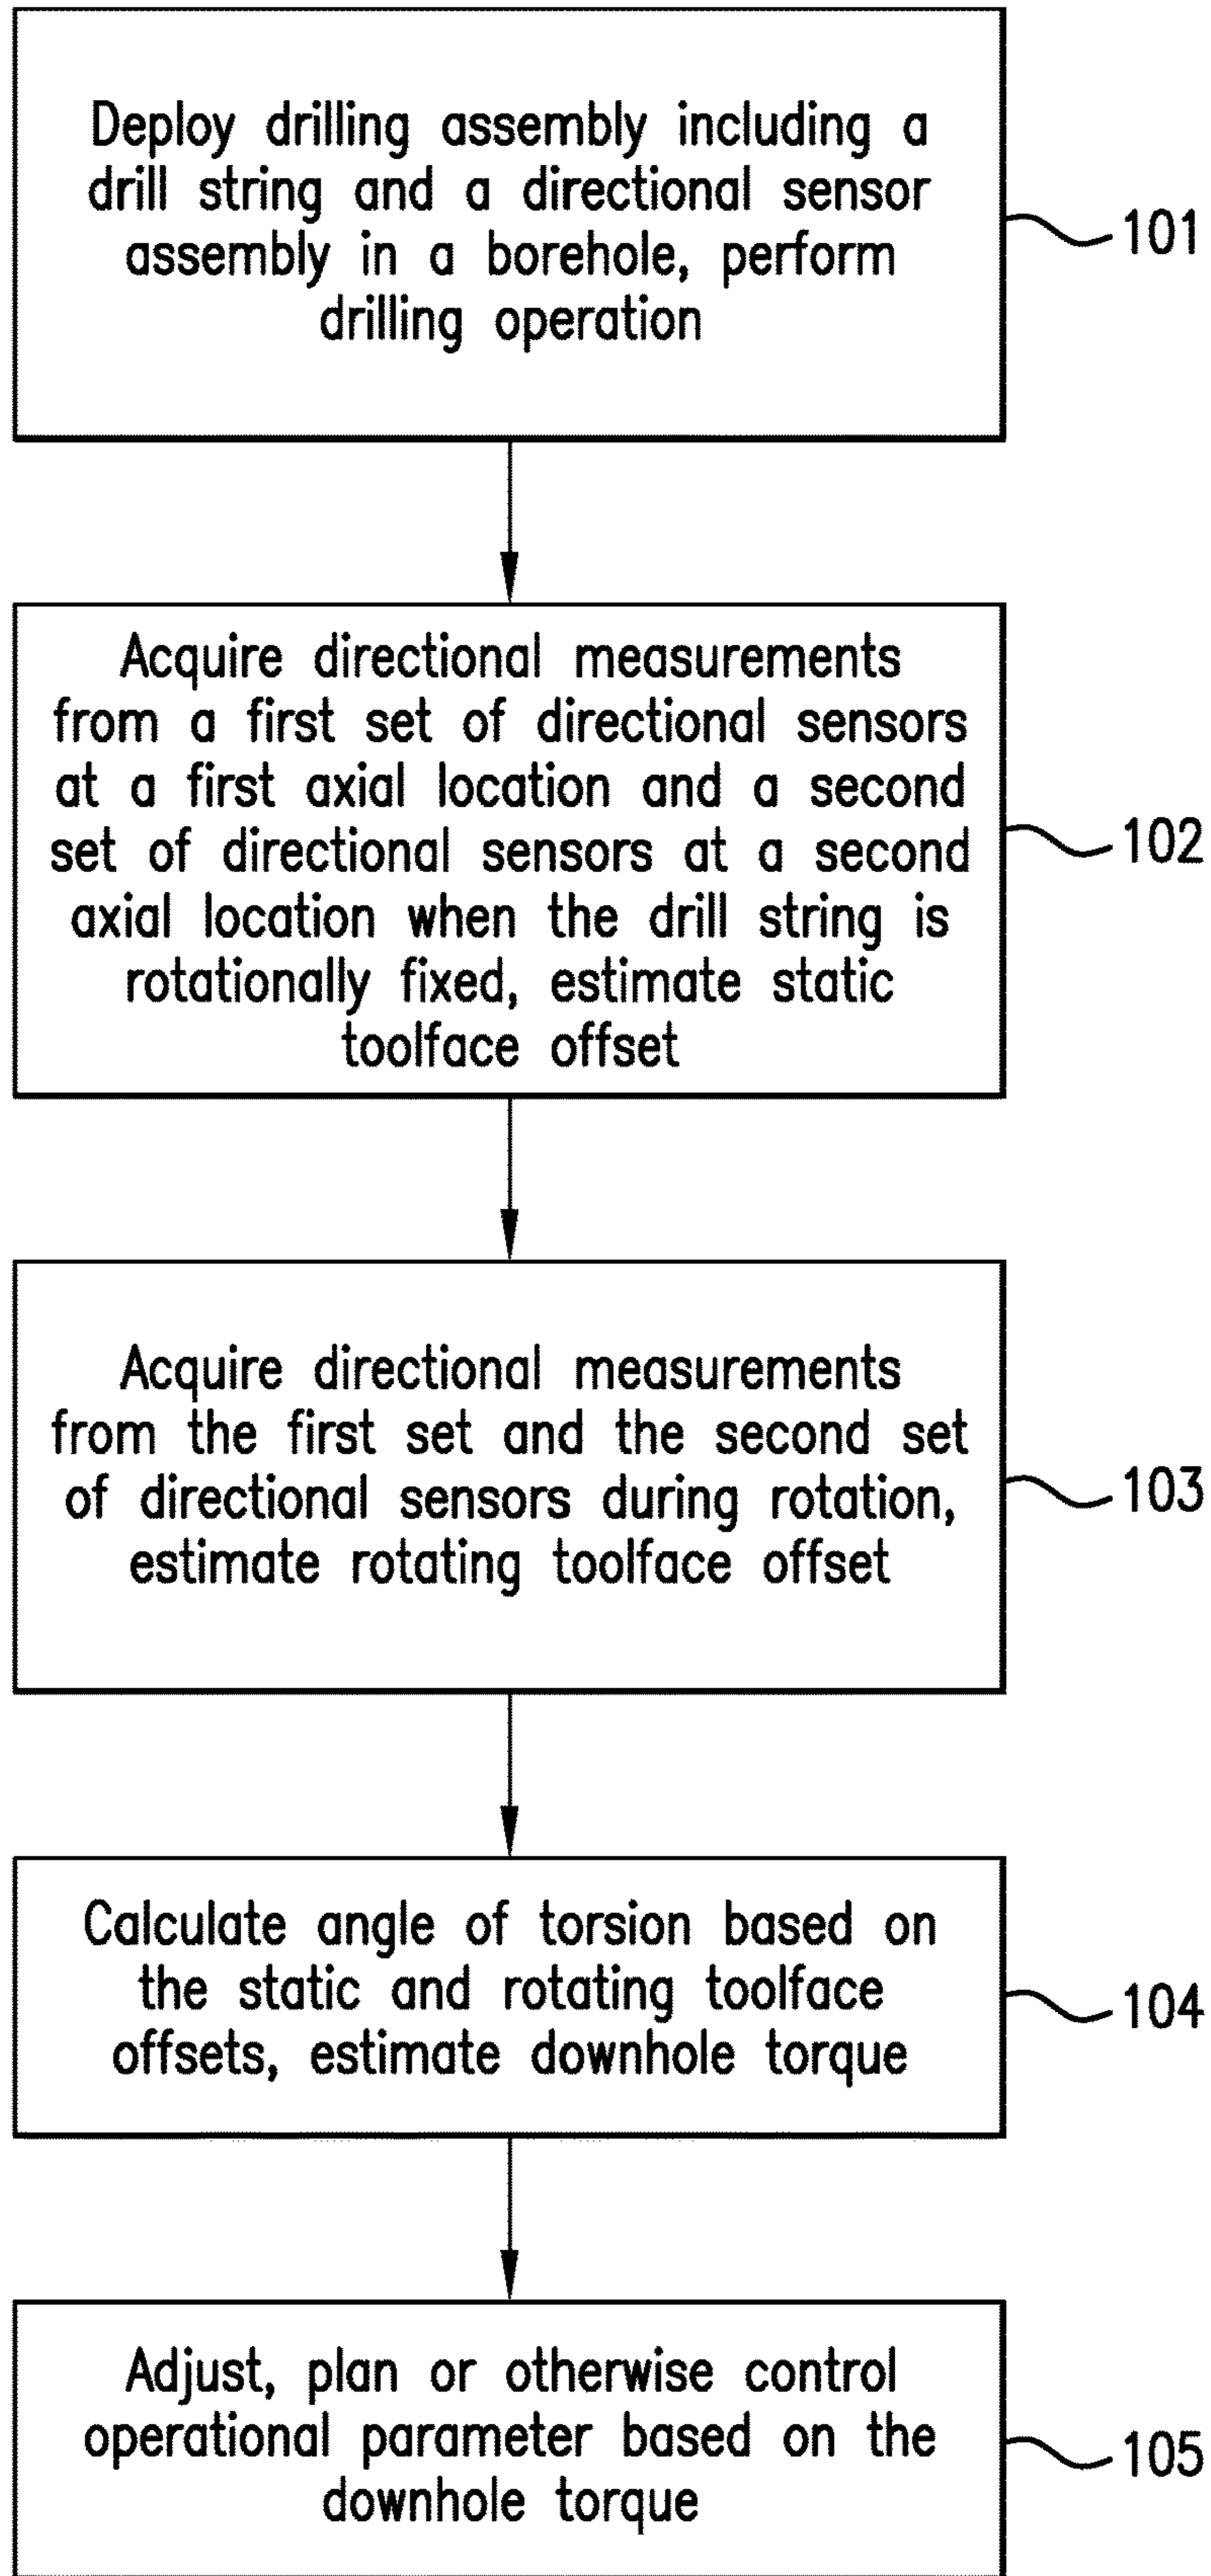 Deploy drilling assembly including a
drill string and a directional sensor
assembly in a borehole, perform
drilling operation
101
Acquire directional measurements
from a first set of directional sensors
at a first axial location and a second
set of directional sensors at a second
axial location when the drill string is
rotationally fixed, estimate static
toolface offset
102
Acquire directional measurements
from the first set and the second set
of directional sensors during rotation,
estimate rotating toolface offset
103
Calculate angle of torsion based on
the static and rotating toolface
offsets, estimate downhole torque
104
Adjust, plan or otherwise control
operational parameter based on the
downhole torque
105